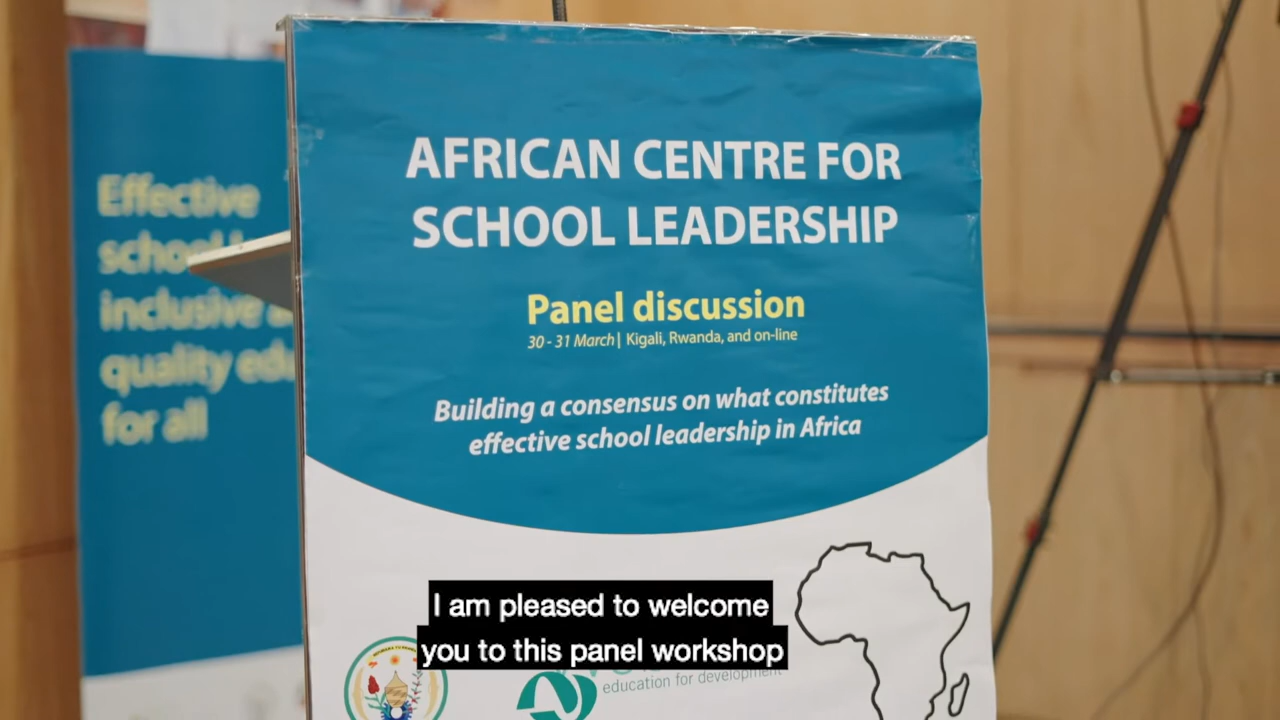 Effective
school
inclusive
quality
for all
AFRICAN CENTRE FOR
SCHOOL LEADERSHIP
Panel discussion
30 - 31 March | Kigali, Rwanda, and on-line
Building a consensus on what constitutes
effective school leadership in Africa
I am pleased to welcome
you to this panel workshop
education for development